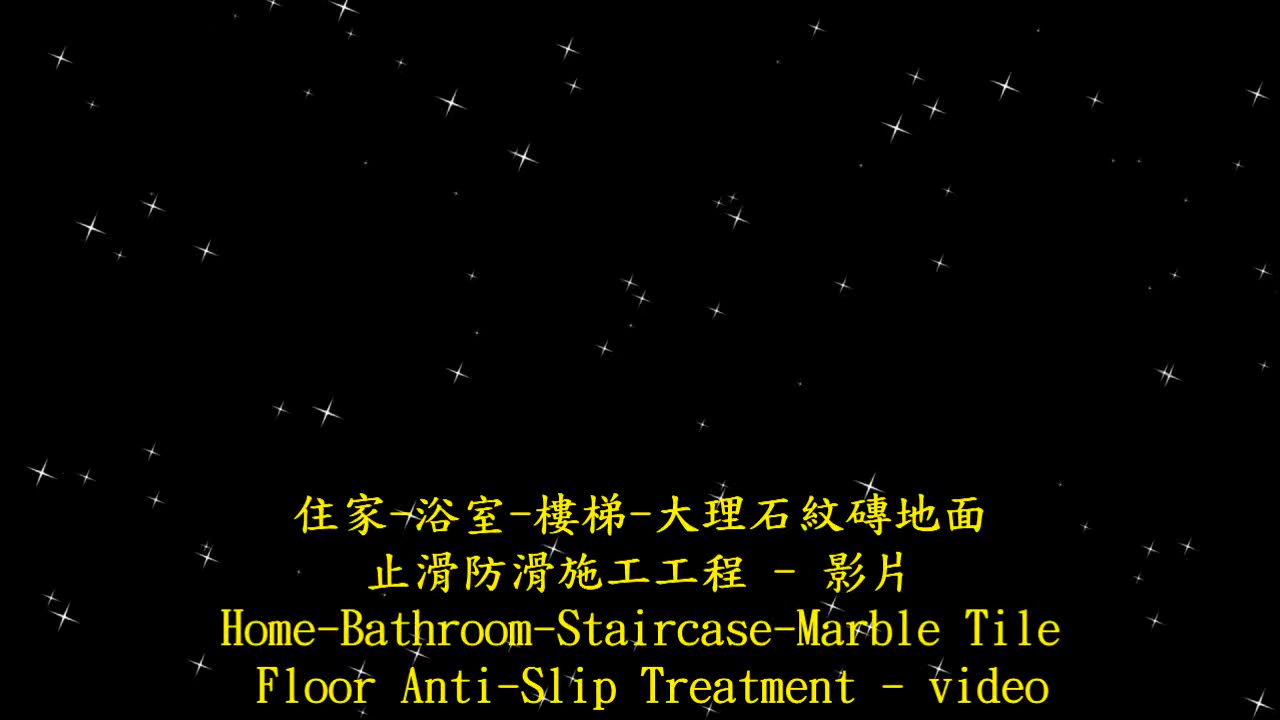 住家-浴室-樓梯-大理石紋磚地面
止滑防滑施工工程 - 影片
Home-Bathroom-Staircase-Marble Tile
Floor Anti-Slip Treatment - video